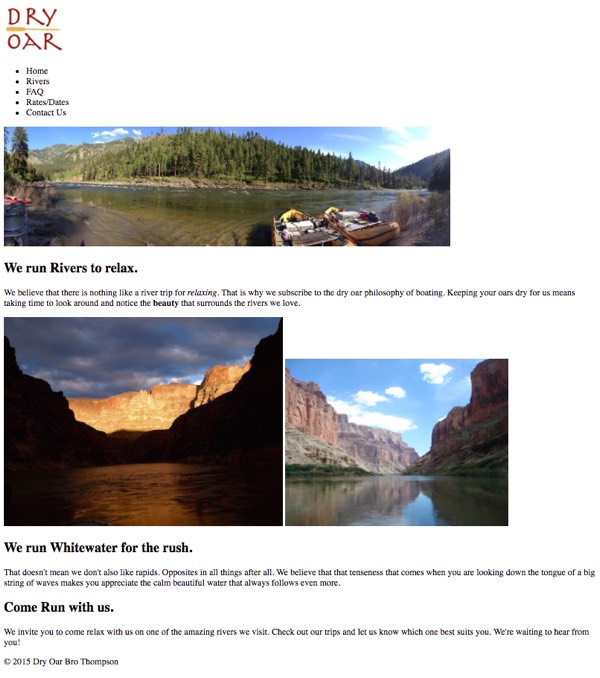 DRY
OAR
Home
Rivers
FAQ
Rates/Dates
Contact Us
We run Rivers to relax.
We believe that there is nothing like a river trip for relaxing. That is why we subscribe to the dry oar philosophy of boating. Keeping your oars dry for us means
taking time to look around and notice the beauty that surrounds the rivers we love.
We run Whitewater for the rush.
That doesn't mean we don't also like rapids. Opposites in all things after all. We believe that that tenseness that comes when you are looking down the tongue of a big
string of waves makes you appreciate the calm beautiful water that always follows even more.
Come Run with us.
We invite you to come relax with us on one of the amazing rivers we visit. Check out our trips and let us know which one best suits you. We're waiting to hear from
you!
© 2015 Dry Oar Bro Thompson